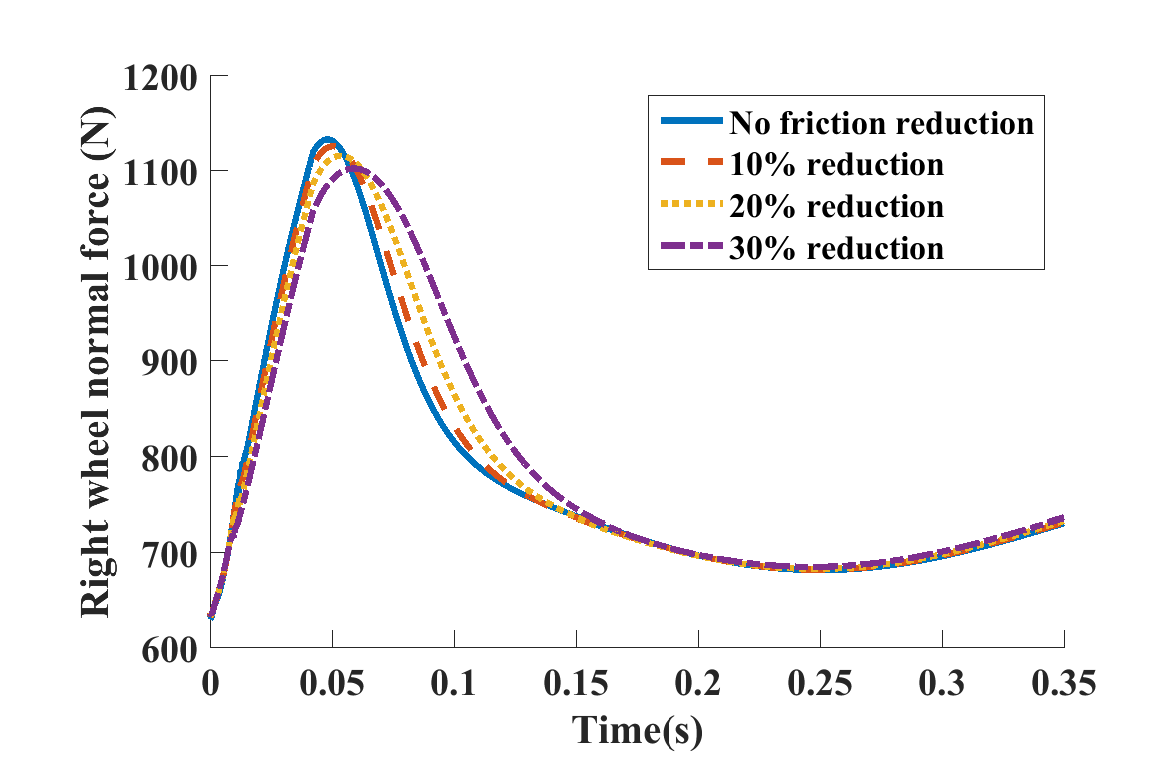 Right wheel normal force (N)
1200
1100
1000
900
800
700
600
No friction reduction
10% reduction
20% reduction
30% reduction
0 0.05 0.1 0.15 0.2 0.25 0.3 0.35
Time(s)